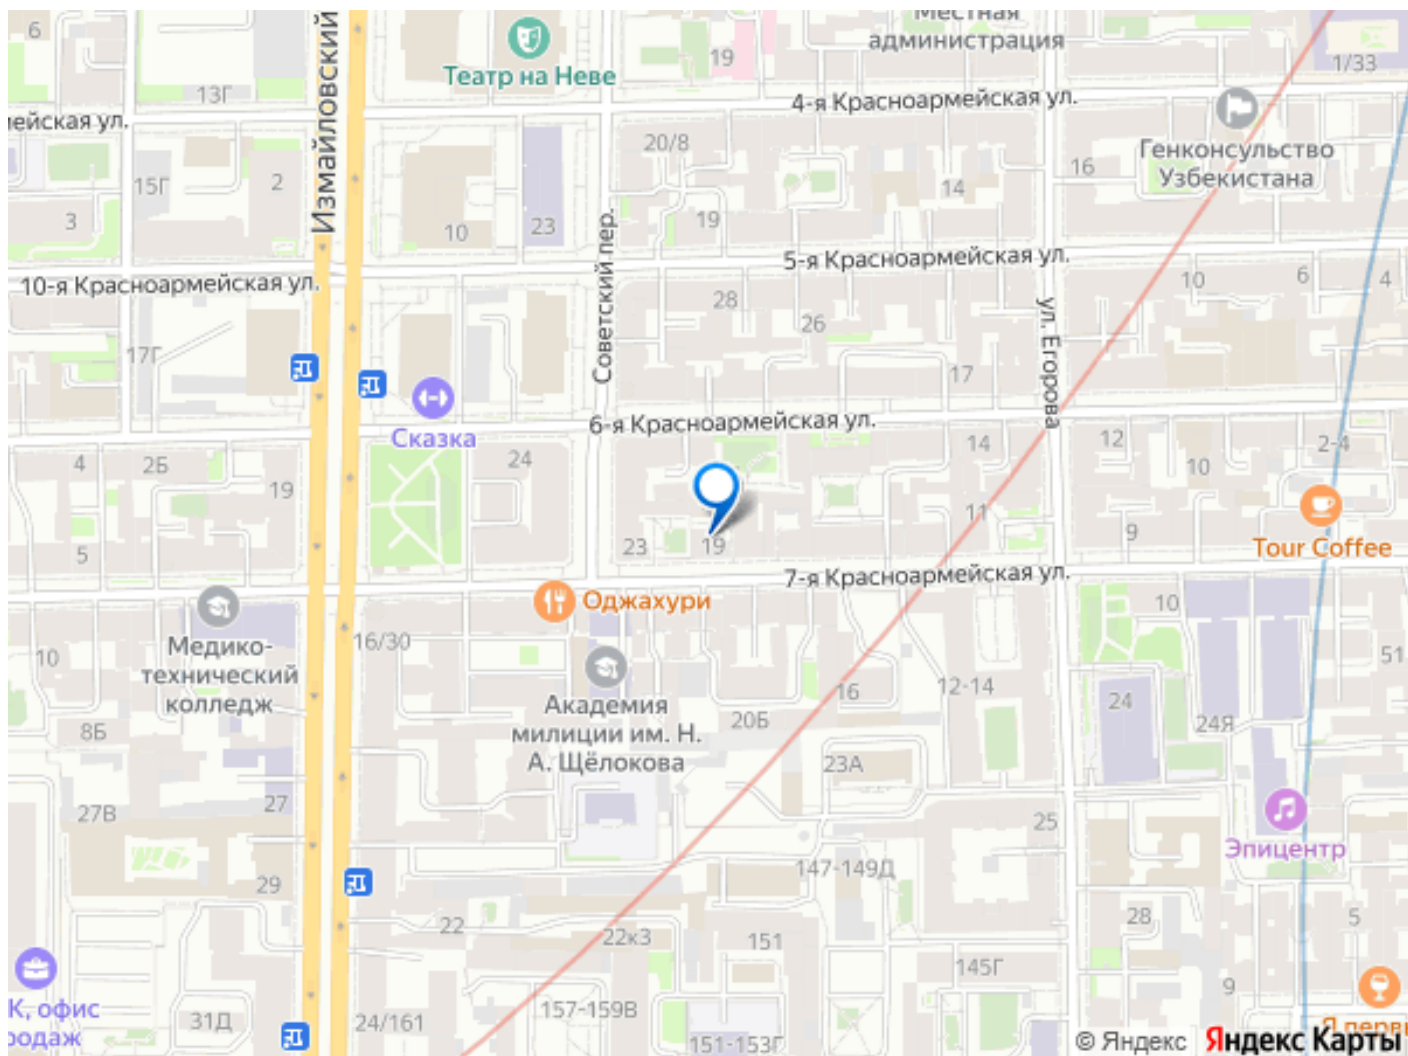 6
Театр на Неве
19
Местная
администрация
1/33
13Г
Измайловский
4-я Красноармейская ул.
ейская ул.
20/8
Генконсульство
Узбекистана
16
15Г
2
14
3
10
23
19
Советский пер.
5-я Красноармейская ул.
10-я Красноармейская ул.
28
26
10
6
4
ул. Егорова
17Г
17
Сказка
6-я Красноармейская ул.
4
2Б
24
14
12
2-4
10
19
11
9
5
23
19
Tour Coffee
7-я Красноармейская ул.
Оджахури
10
Медико-
технический
колледж
16/30
10
51
Академия
милиции им. Н.
А. Щёлокова
16
12-14
20Б
24
24Я
8Б
23А
27В
27
25
Эпицентр
147-149Д
29
22
22к3
151
28
5
145Г
9
К, офис
родаж
31Д
24/161
157-159В
151-153Г
Я первы
© Яндекс
Яндекс Карты